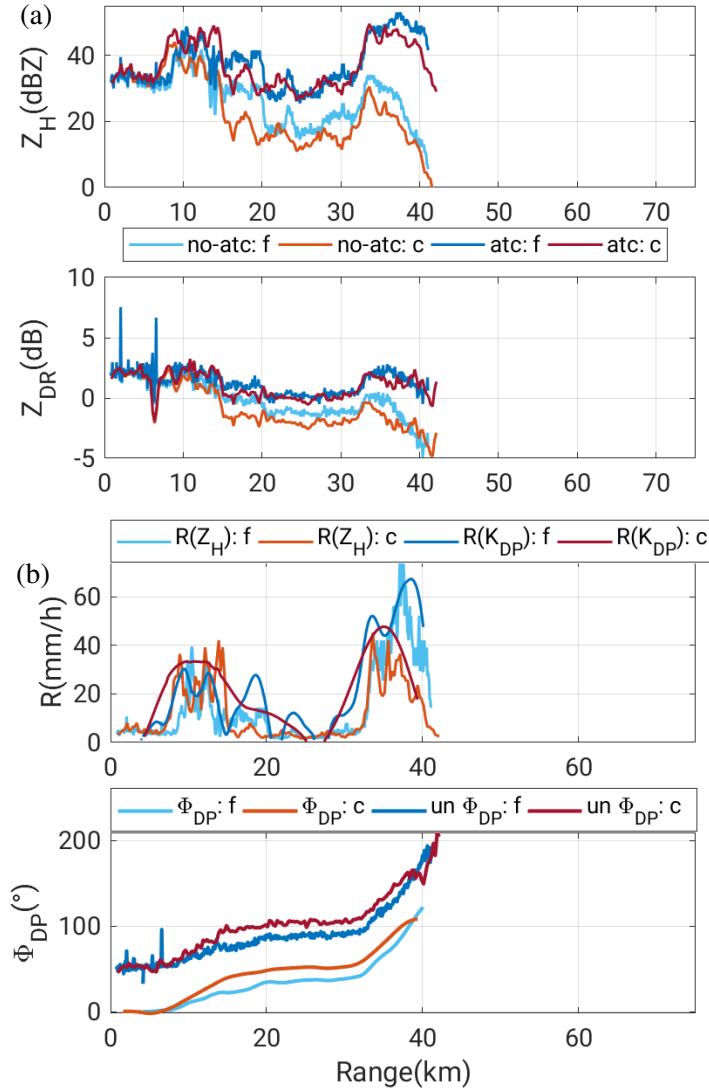 (a)
Z_H(dBZ)
40
20
0
0 10 20 30 40 50 60 70
no-atc: f no-atc: c atc: f atc: c
Z_DR(dB)
10
5
0
-5
0 10 20 30 40 50 60 70
R(Z_H): f R(Z_H): c R(K_DP): f R(K_DP): c
(b)
R(mm/h)
60
40
20
0
0 20 40 60
Φ_DP: f Φ_DP: c un Φ_DP: f un Φ_DP: c
Φ_DP(°)
200
100
0
0 20 40 60
Range(km)